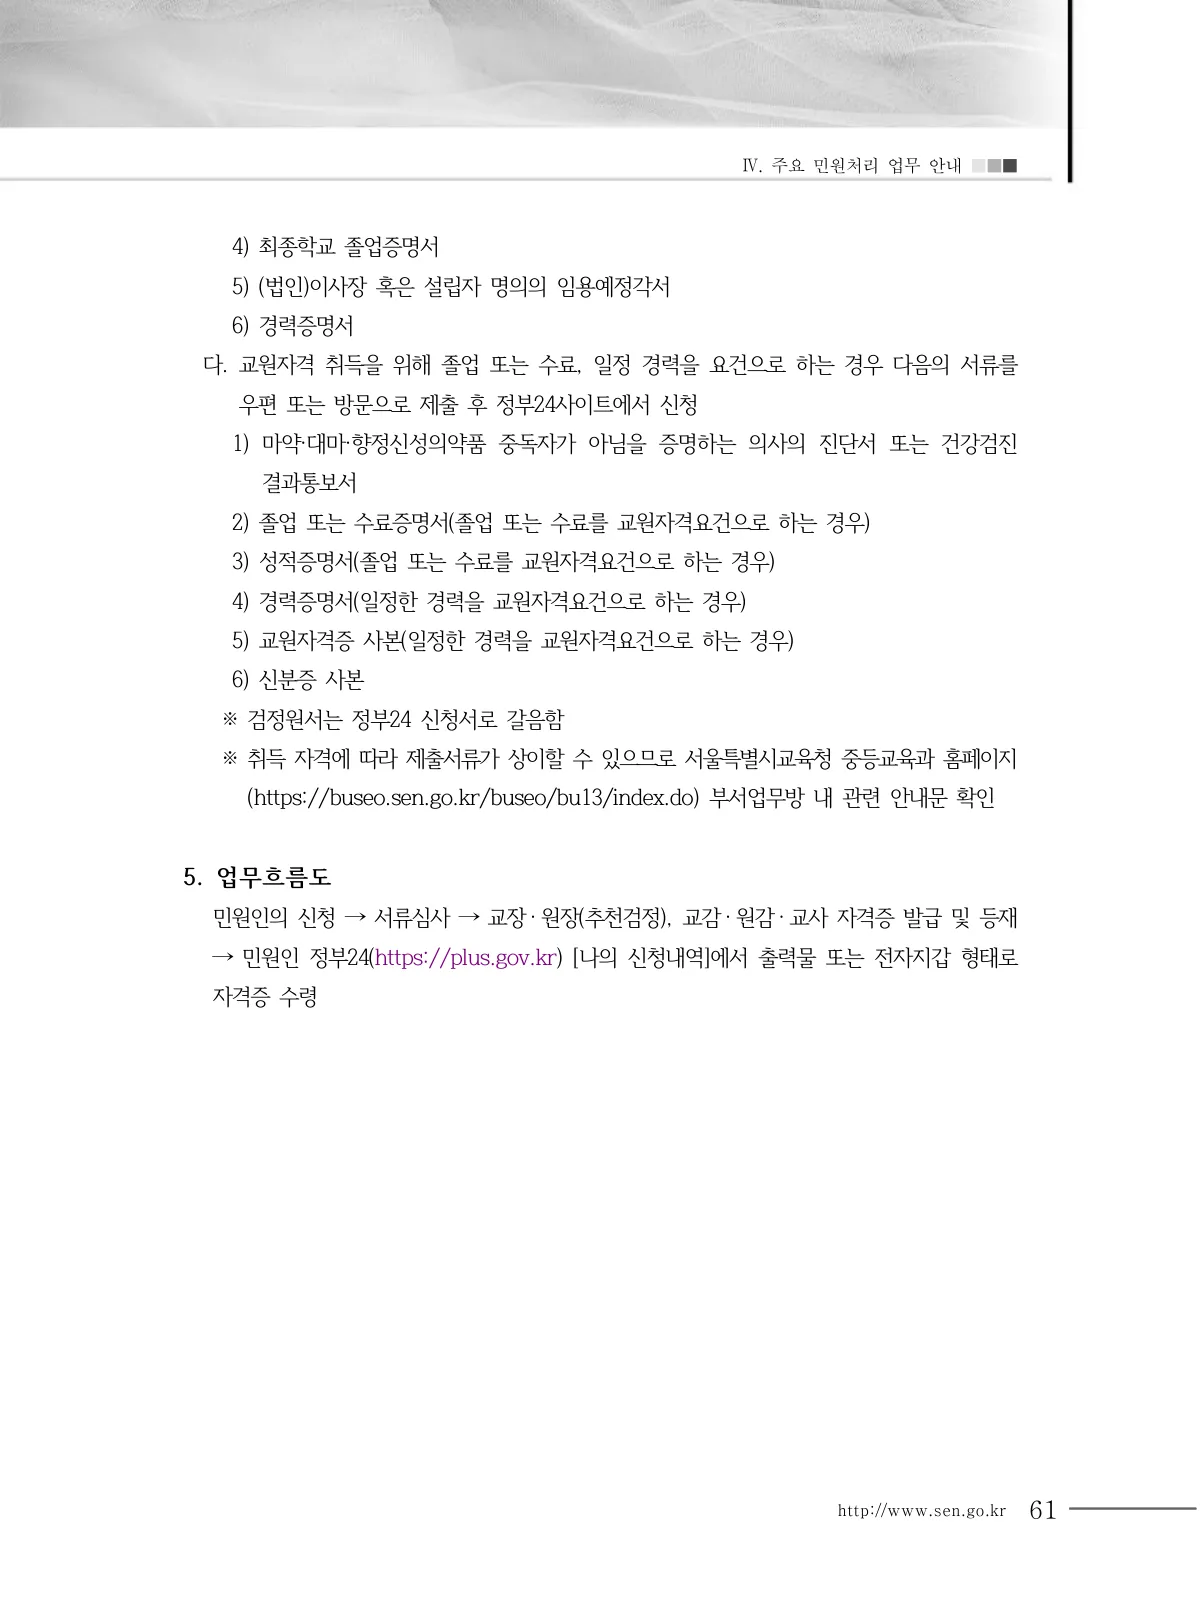 Ⅳ. 주요 민원처리 업무 안내
4) 최종학교 졸업증명서
5) (법인)이사장 혹은 설립자 명의의 임용예정각서
6) 경력증명서
다. 교원자격 취득을 위해 졸업 또는 수료, 일정 경력을 요건으로 하는 경우 다음의 서류를
우편 또는 방문으로 제출 후 정부24사이트에서 신청
1) 마약·대마·향정신성의약품 중독자가 아님을 증명하는 의사의 진단서 또는 건강검진
결과통보서
2) 졸업 또는 수료증명서(졸업 또는 수료를 교원자격요건으로 하는 경우)
3) 성적증명서(졸업 또는 수료를 교원자격요건으로 하는 경우)
4) 경력증명서(일정한 경력을 교원자격요건으로 하는 경우)
5) 교원자격증 사본(일정한 경력을 교원자격요건으로 하는 경우)
6) 신분증 사본
※ 검정원서는 정부24 신청서로 갈음함
※ 취득 자격에 따라 제출서류가 상이할 수 있으므로 서울특별시교육청 중등교육과 홈페이지
(https://buseo.sen.go.kr/buseo/bu13/index.do) 부서업무방 내 관련 안내문 확인
5. 업무흐름도
민원인의 신청 → 서류심사 → 교장·원장(추천검정), 교감·원감·교사 자격증 발급 및 등재
→ 민원인 정부24(https://plus.gov.kr) [나의 신청내역]에서 출력물 또는 전자지갑 형태로
자격증 수령
http://www.sen.go.kr 61